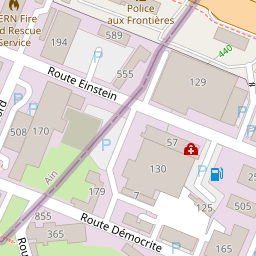 ERN Fire
d Rescue
Service
Police
aux Frontières
589
194
440
555
129
Route Einstein
508
170
57
130
Ain
179
7
125
855
365
Route Démocrite
565
165
505